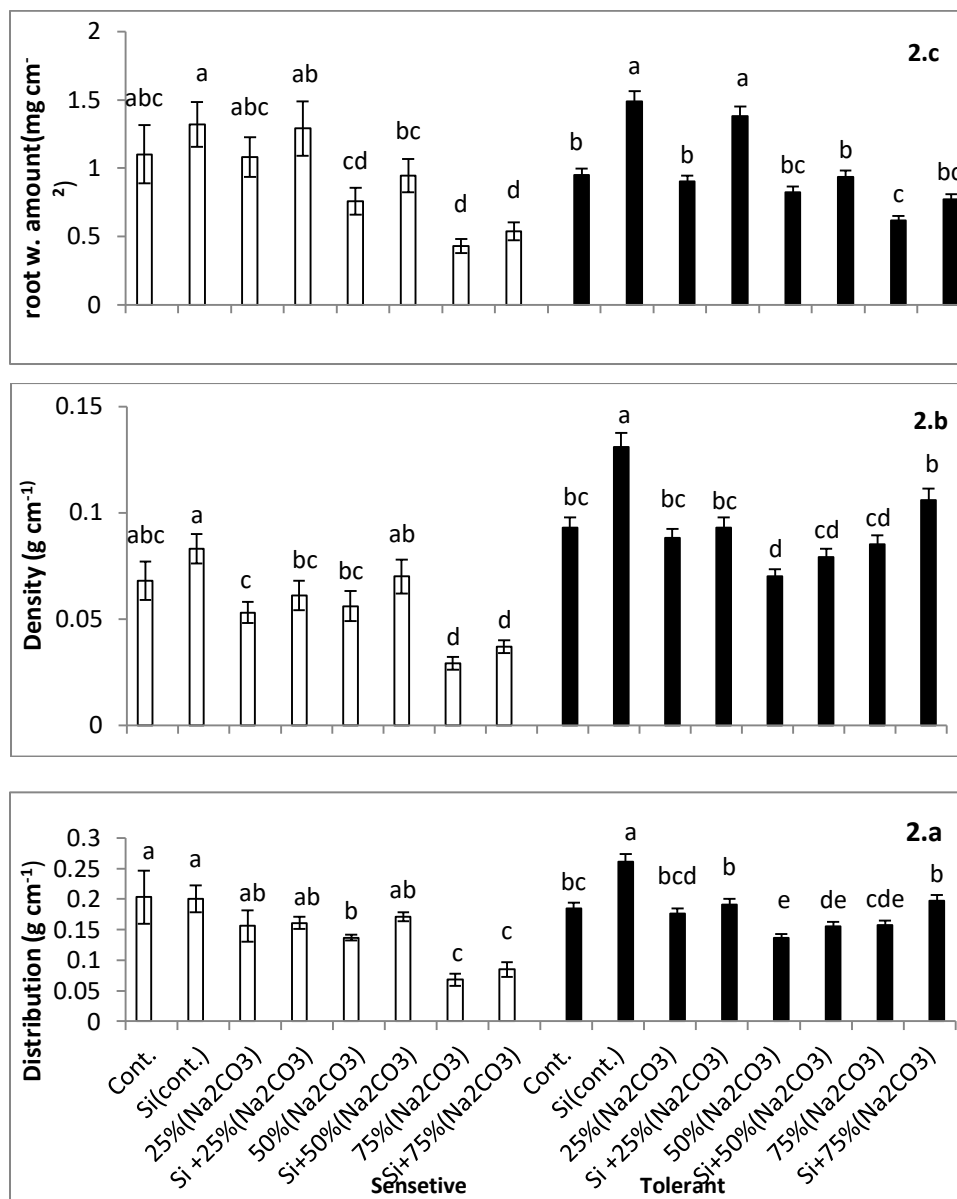 2.c
root w. amount(mg cm-
2)
2
1.5
1
0.5
0
abc a abc ab cd bc d d b a b a bc b c bc
2.b
Density (g cm-1)
0.15
0.1
0.05
0
abc a c bc bc ab d d bc a bc bc d cd cd b
2.a
Distribution (g cm-1)
0.3
0.25
0.2
0.15
0.1
0.05
0
a a ab ab b ab c c bc a bcd b e de cde b
Cont.
Si(cont.)
25%(Na2CO3)
Si +25%(Na2CO3)
50%(Na2CO3)
Si+50%(Na2CO3)
75%(Na2CO3)
Si+75%(Na2CO3)
Cont.
Si(cont.)
25%(Na2CO3)
Si +25%(Na2CO3)
50%(Na2CO3)
Si+50%(Na2CO3)
75%(Na2CO3)
Si+75%(Na2CO3)
Sensetive Tolerant